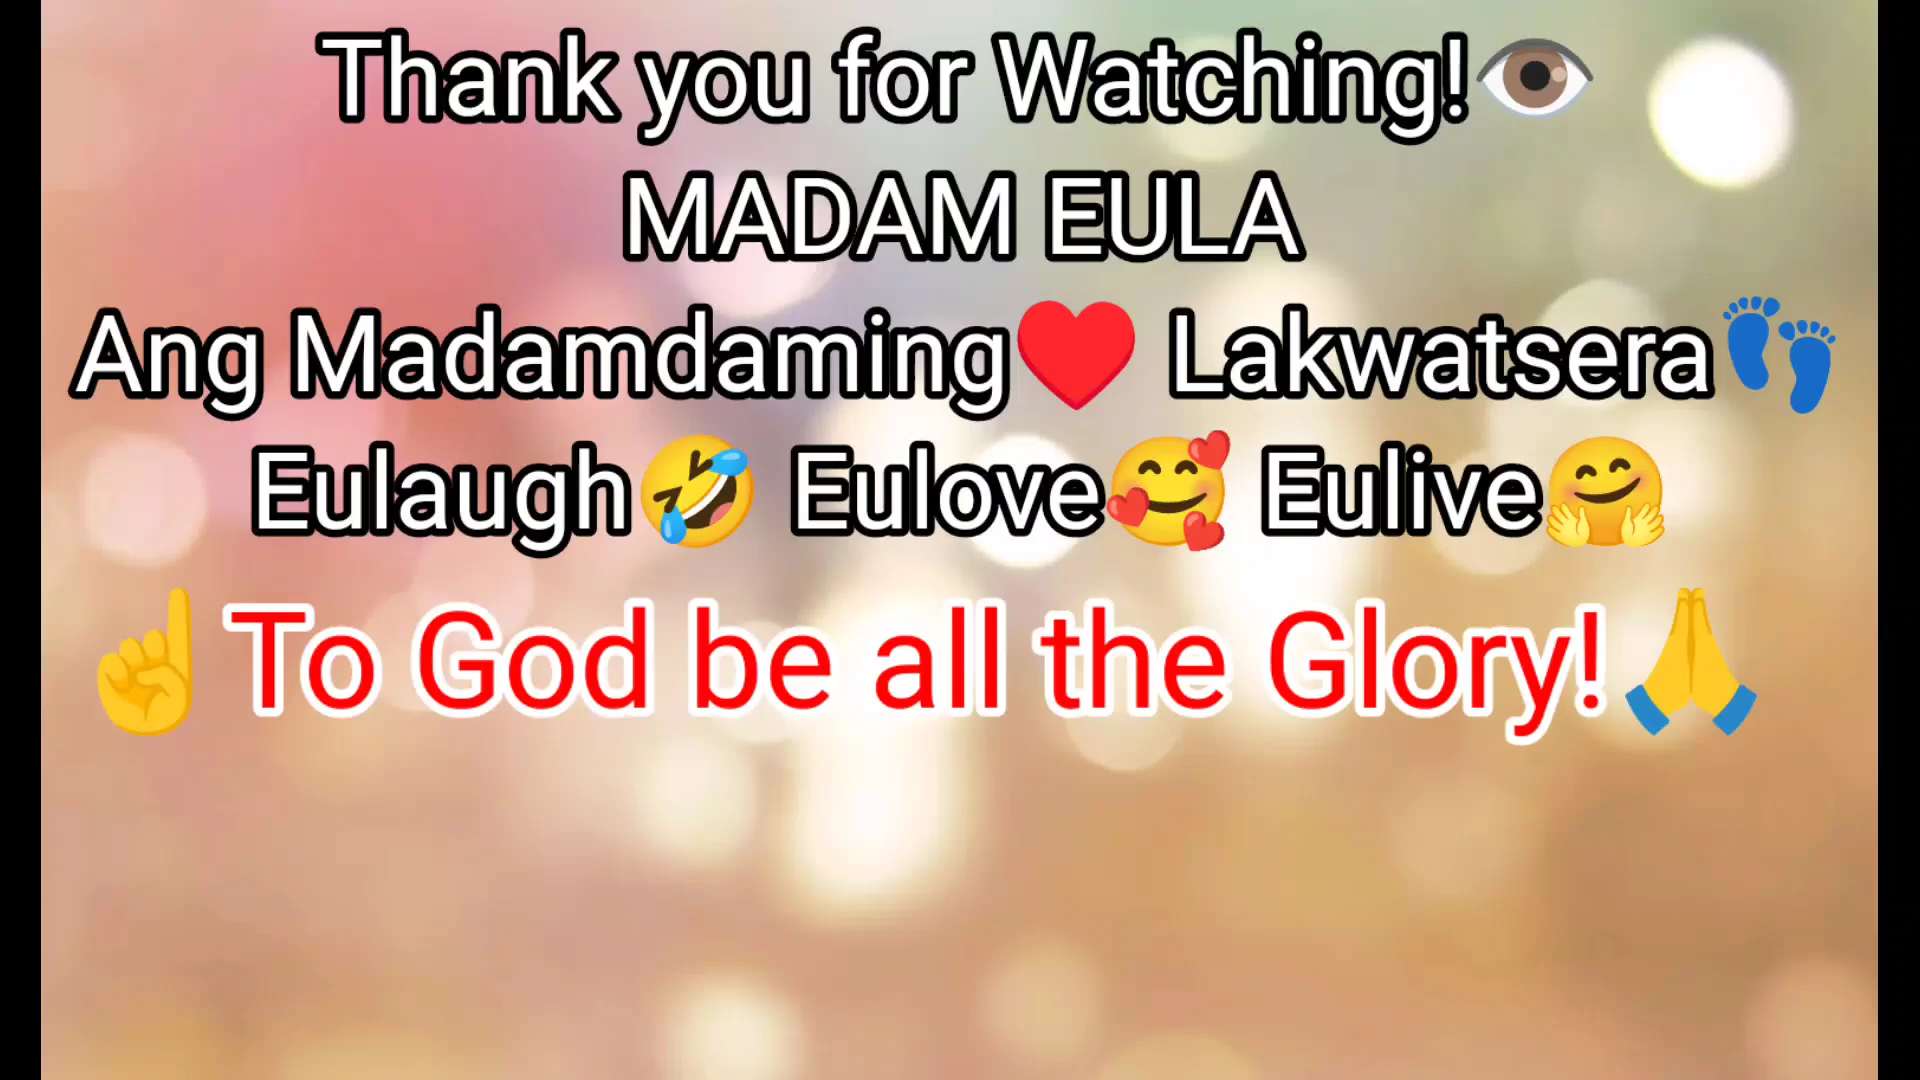 Thank you for Watching!👁️
MADAM EULA
Ang Madamdaming♥️ Lakwatsera👣
Eulaugh🤣 Eulove🥰 Eulive🤗
☝️To God be all the Glory!🙏